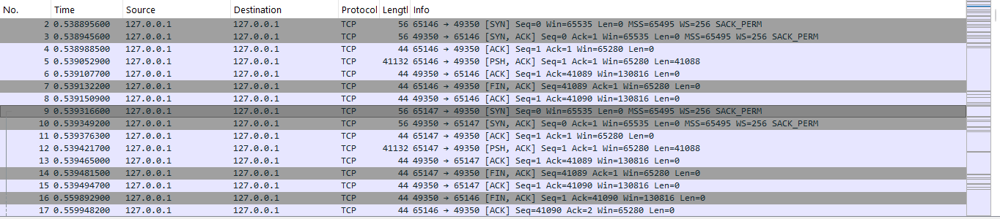 No. Time Source Destination Protocol Length Info
2 0.538895600 127.0.0.1 127.0.0.1 TCP 56 65146 → 49350 [SYN] Seq=0 Win=65535 Len=0 MSS=65495 WS=256 SACK_PERM
3 0.538945600 127.0.0.1 127.0.0.1 TCP 56 49350 → 65146 [SYN, ACK] Seq=0 Ack=1 Win=65535 Len=0 MSS=65495 WS=256 SACK_PERM
4 0.538988500 127.0.0.1 127.0.0.1 TCP 44 65146 → 49350 [ACK] Seq=1 Ack=1 Win=65280 Len=0
5 0.539052900 127.0.0.1 127.0.0.1 TCP 41132 65146 → 49350 [PSH, ACK] Seq=1 Ack=1 Win=65280 Len=41088
6 0.539107700 127.0.0.1 127.0.0.1 TCP 44 49350 → 65146 [ACK] Seq=1 Ack=41089 Win=130816 Len=0
7 0.539132200 127.0.0.1 127.0.0.1 TCP 44 65146 → 49350 [FIN, ACK] Seq=41089 Ack=1 Win=65280 Len=0
8 0.539150900 127.0.0.1 127.0.0.1 TCP 44 49350 → 65146 [ACK] Seq=1 Ack=41090 Win=130816 Len=0
9 0.539316600 127.0.0.1 127.0.0.1 TCP 56 65147 → 49350 [SYN] Seq=0 Win=65535 Len=0 MSS=65495 WS=256 SACK_PERM
10 0.539349200 127.0.0.1 127.0.0.1 TCP 56 49350 → 65147 [SYN, ACK] Seq=0 Ack=1 Win=65535 Len=0 MSS=65495 WS=256 SACK_PERM
11 0.539376300 127.0.0.1 127.0.0.1 TCP 44 65147 → 49350 [ACK] Seq=1 Ack=1 Win=65280 Len=0
12 0.539421700 127.0.0.1 127.0.0.1 TCP 41132 65147 → 49350 [PSH, ACK] Seq=1 Ack=1 Win=65280 Len=41088
13 0.539465000 127.0.0.1 127.0.0.1 TCP 44 49350 → 65147 [ACK] Seq=1 Ack=41089 Win=130816 Len=0
14 0.539481500 127.0.0.1 127.0.0.1 TCP 44 65147 → 49350 [FIN, ACK] Seq=41089 Ack=1 Win=65280 Len=0
15 0.539494700 127.0.0.1 127.0.0.1 TCP 44 49350 → 65147 [ACK] Seq=1 Ack=41090 Win=130816 Len=0
16 0.559892900 127.0.0.1 127.0.0.1 TCP 44 49350 → 65146 [FIN, ACK] Seq=1 Ack=41090 Win=130816 Len=0
17 0.559948200 127.0.0.1 127.0.0.1 TCP 44 65146 → 49350 [ACK] Seq=41090 Ack=2 Win=65280 Len=0